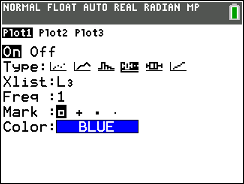 NORMAL FLOAT AUTO REAL RADIAN MP
Plot1 Plot2 Plot3
On Off
Type:
Xlist:L₃
Freq :1
Mark :
Color: BLUE